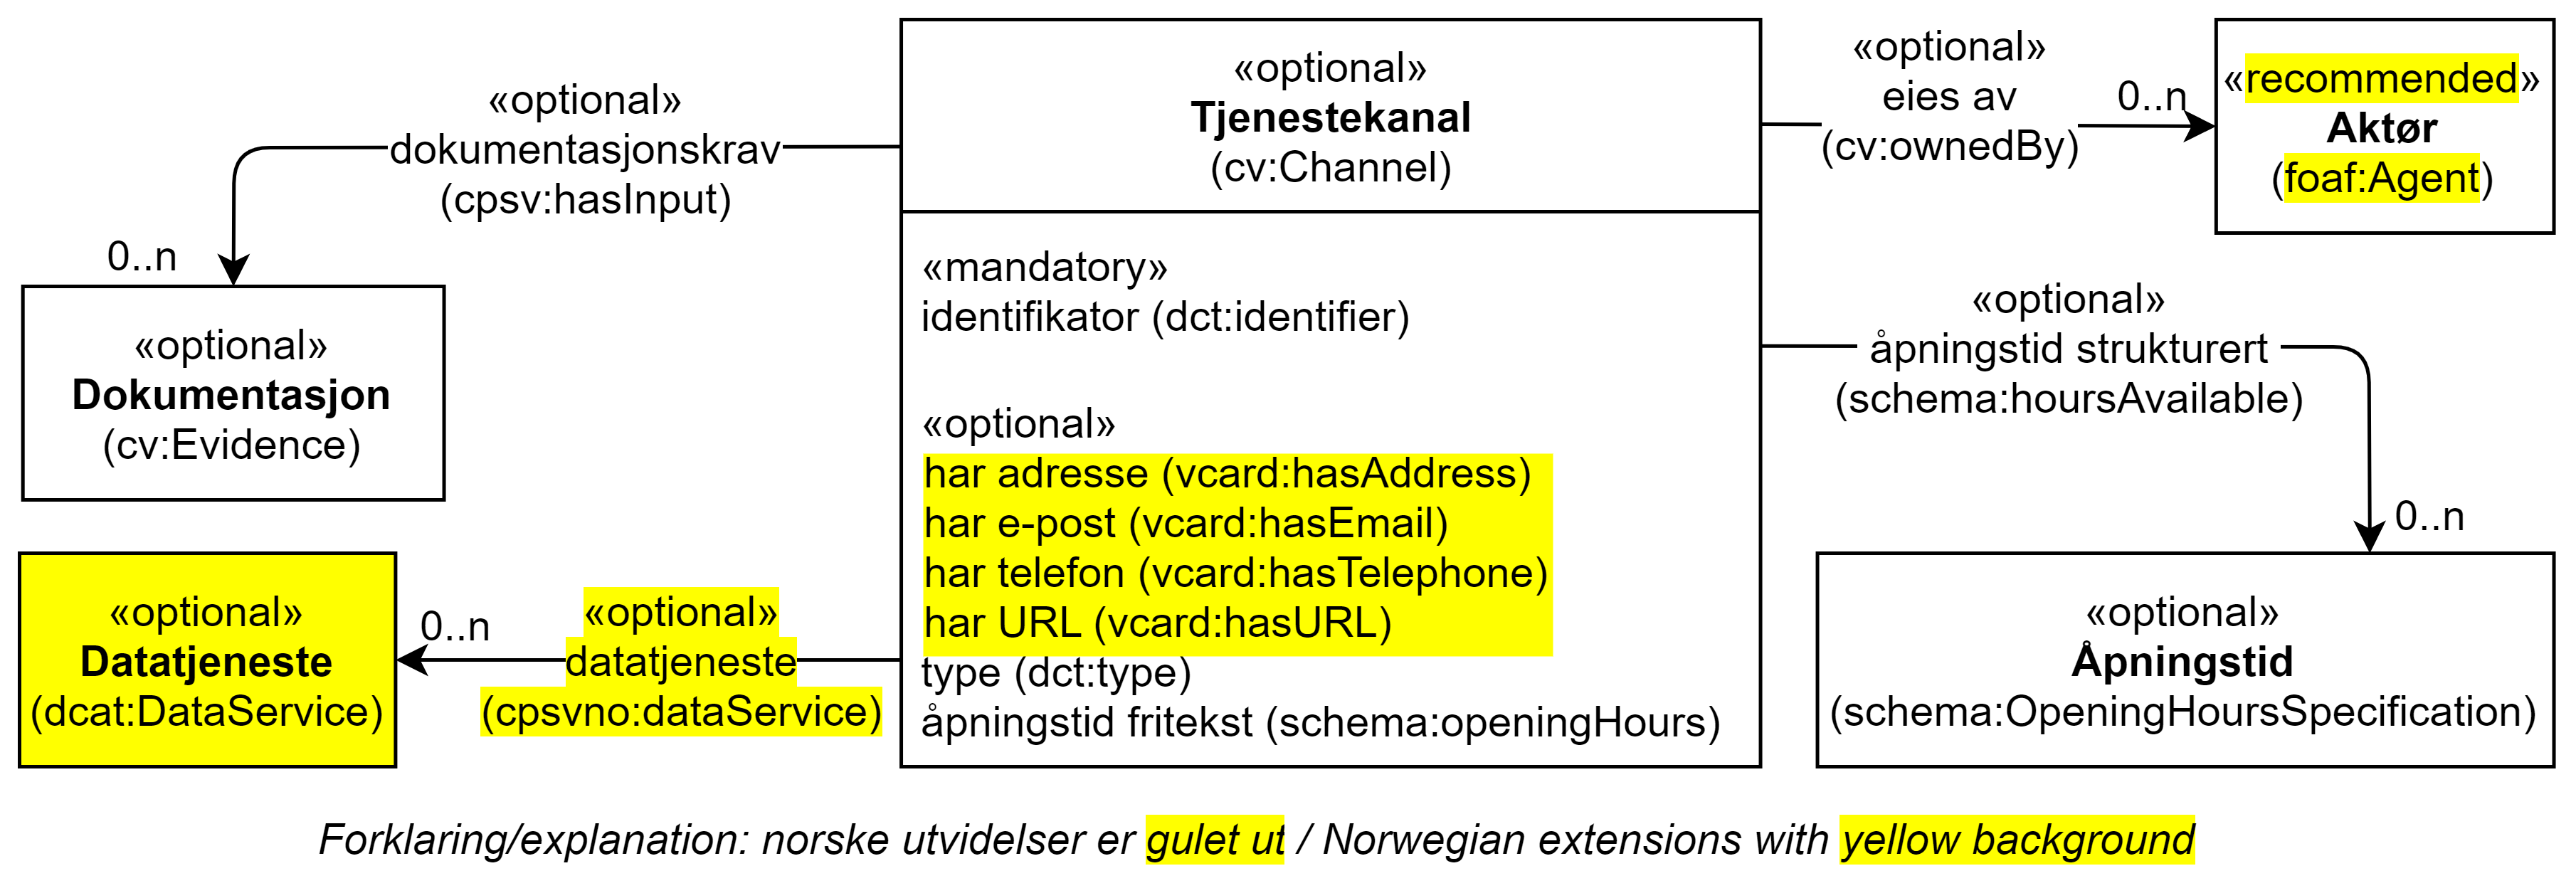 «optional»
Tjenestekanal
(cv:Channel)
«mandatory»
identifikator (dct:identifier)
«optional»
har adresse (vcard:hasAddress)
har e-post (vcard:hasEmail)
har telefon (vcard:hasTelephone)
har URL (vcard:hasURL)
type (dct:type)
åpningstid fritekst (schema:openingHours)
«optional»
dokumentasjonskrav
(cpsv:hasInput)
0..n
«optional»
Dokumentasjon
(cv:Evidence)
«optional»
datatjeneste
(cpsvno:dataService)
0..n
«optional»
Datatjeneste
(dcat:DataService)
«optional»
eies av
(cv:ownedBy)
0..n
«recommended»
Aktør
(foaf:Agent)
«optional»
åpningstid strukturert
(schema:hoursAvailable)
0..n
«optional»
Åpningstid
(schema:OpeningHoursSpecification)
Forklaring/explanation: norske utvidelser er gulet ut / Norwegian extensions with yellow background